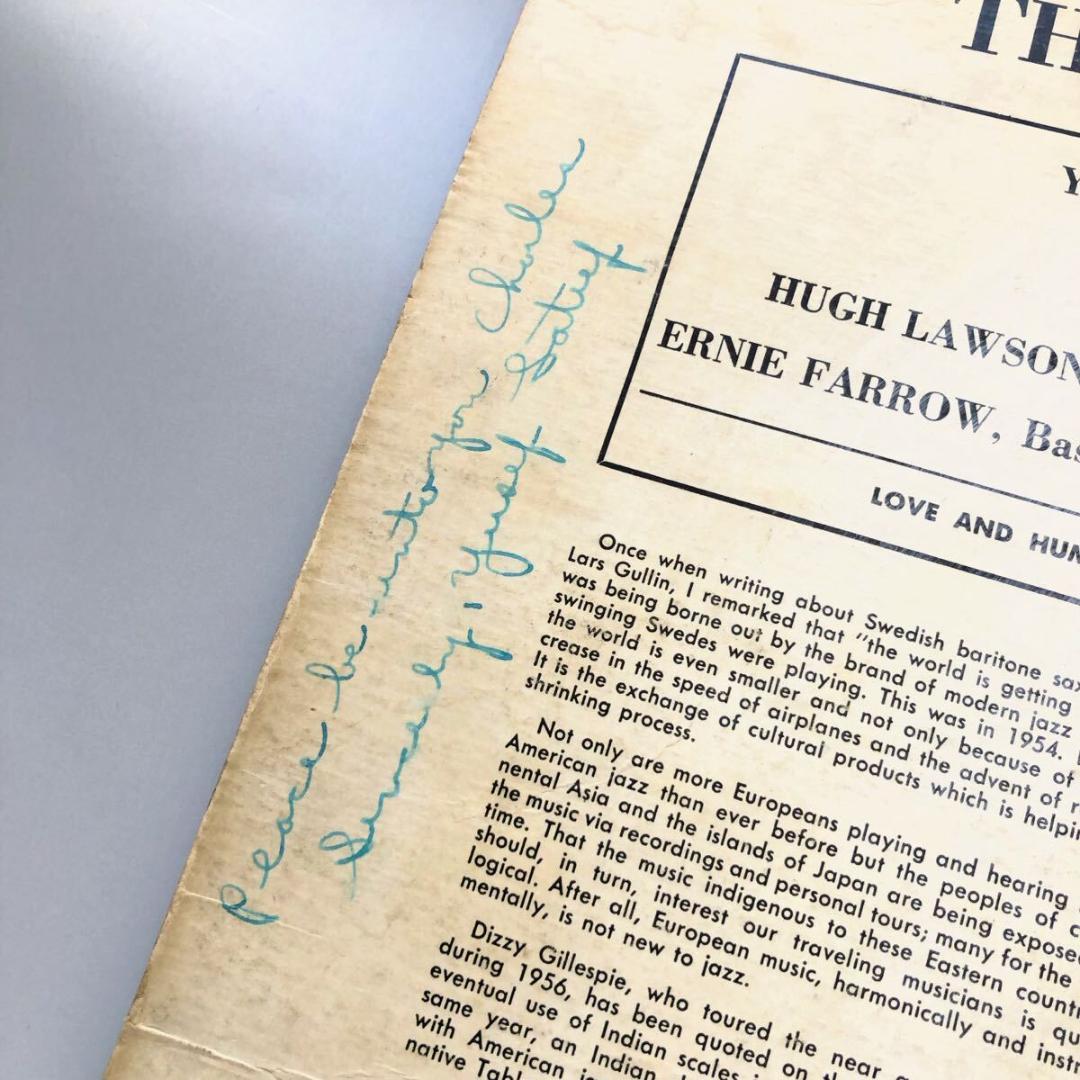 TH
Y
HUGH LAWSON
ERNIE FARROW, Bas
LOVE AND HUM
Peace be-unto you Charles
Sincerely, Yusef Lateef
Once when writing about Swedish baritone sax
Lars Gullin, I remarked that "the world is getting
was being borne out by the brand of modern jazz
swinging Swedes were playing. This was in 1954.
the world is even smaller and not only because of
crease in the speed of airplanes and the advent of r
It is the exchange of cultural products which is helpin
shrinking process.
Not only are more Europeans playing and hearing
American jazz than ever before but the peoples of c
nental Asia and the islands of Japan are being expose
the music via recordings and personal tours; many for the
time. That the music indigenous to these Eastern countr
should, in turn, interest our traveling musicians is qu
logical. After all, European music, harmonically and instr
mentally, is not new to jazz.
Dizzy Gillespie, who toured the near
during 1956, has been quoted on th
eventual use of Indian scales i
same year, an Indian
with American
native Tabl